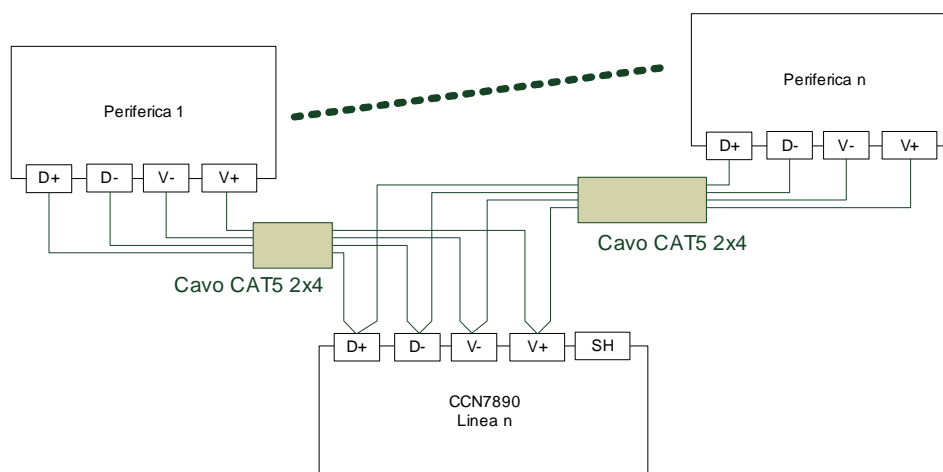 Periferica 1
D+
D-
V-
V+
Periferica n
D+
D-
V-
V+
Cavo CAT5 2x4
Cavo CAT5 2x4
D+
D-
V-
V+
SH
CCN7890
Linea n